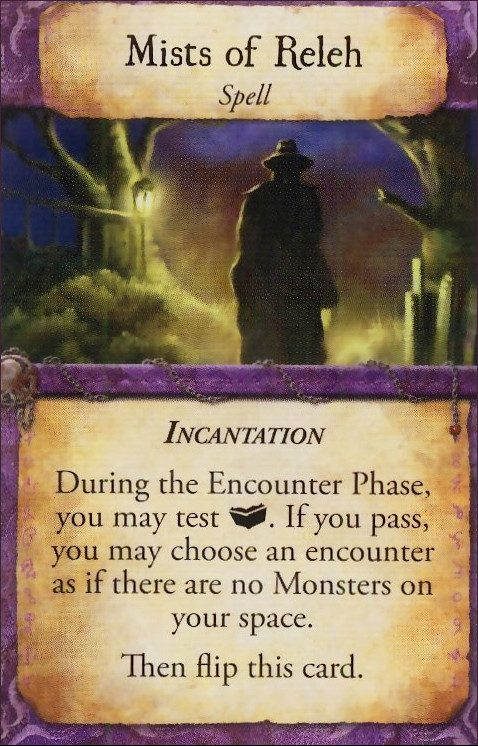 Mists of Releh
Spell
INCANTATION
During the Encounter Phase,
you may test . If you pass,
you may choose an encounter
as if there are no Monsters on
your space.
Then flip this card.